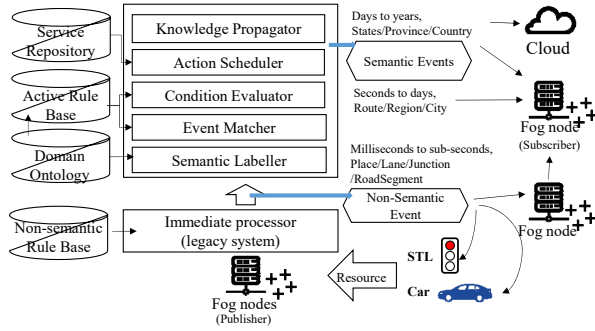 Service
Repository
Active Rule
Base
Domain
Ontology
Non-semantic
Rule Base
Knowledge Propagator
Action Scheduler
Condition Evaluator
Event Matcher
Semantic Labeller
Immediate processor
(legacy system)
Fog nodes
(Publisher)
Days to years,
States/Province/Country
Semantic Events
Seconds to days,
Route/Region/City
Milliseconds to sub-seconds,
Place/Lane/Junction
/RoadSegment
Non-Semantic
Event
Resource
STL
Car
Cloud
Fog node
(Subscriber)
Fog node